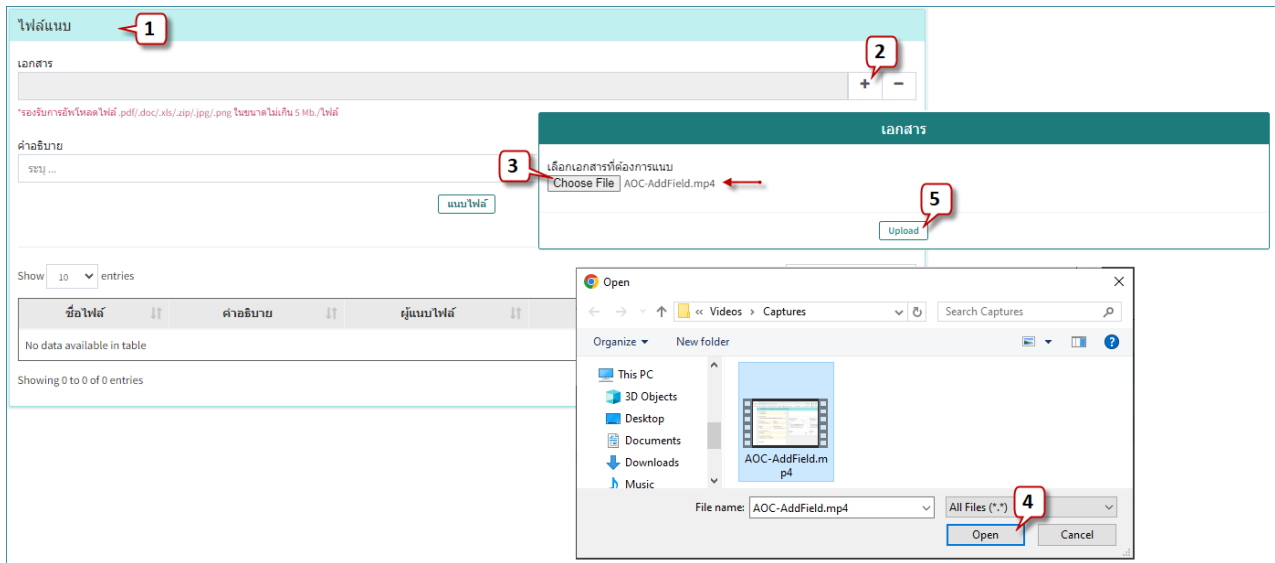 ไฟล์แนบ
1
เอกสาร
2
+ −
*รองรับการอัพโหลดไฟล์ .pdf/.doc/.xls/.zip/.jpg/.png ในขนาดไม่เกิน 5 Mb./ไฟล์
คำอธิบาย
ระบุ ...
แนบไฟล์
เอกสาร
3
เลือกเอกสารที่ต้องการแนบ
Choose File AOC-AddField.mp4
5
Upload
Show 10 entries
ชื่อไฟล์ คำอธิบาย ผู้แนบไฟล์
No data available in table
Showing 0 to 0 of 0 entries
Open
« Videos › Captures
Search Captures
Organize New folder
This PC
3D Objects
Desktop
Documents
Downloads
Music
AOC-AddField.m
p4
File name: AOC-AddField.mp4 All Files (*.*)
4
Open Cancel